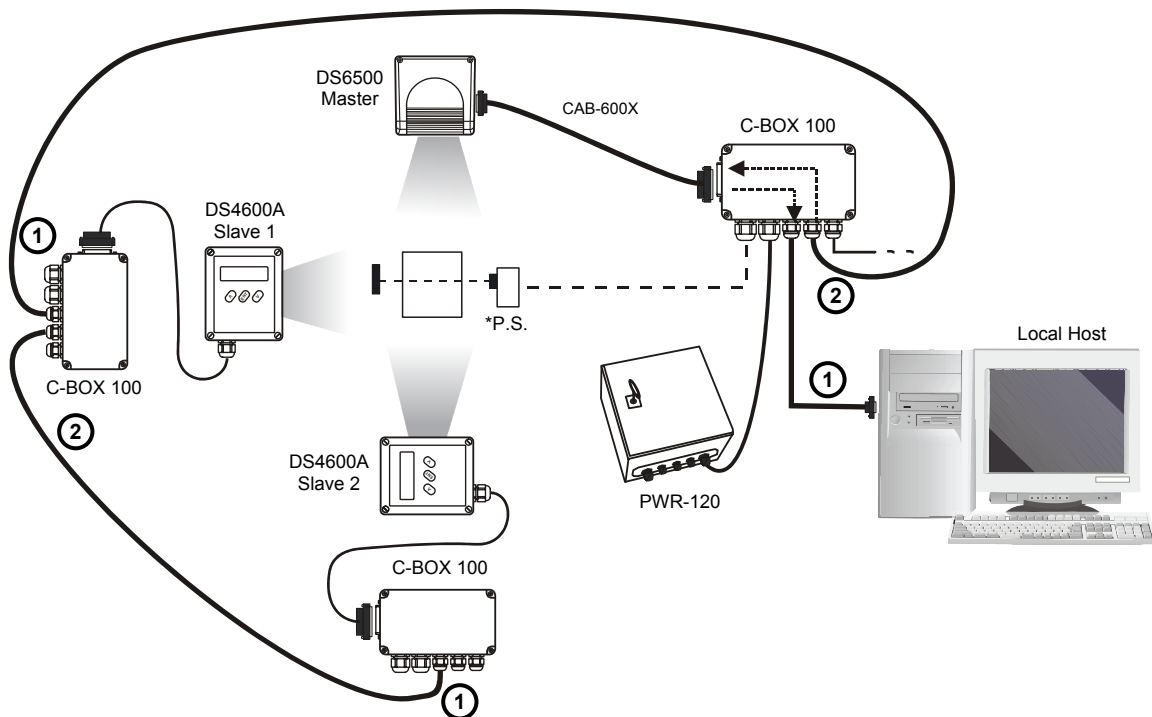 DS6500
Master
CAB-600X
C-BOX 100
DS4600A
Slave 1
1
C-BOX 100
2
*P.S.
2
1
Local Host
DS4600A
Slave 2
PWR-120
C-BOX 100
1